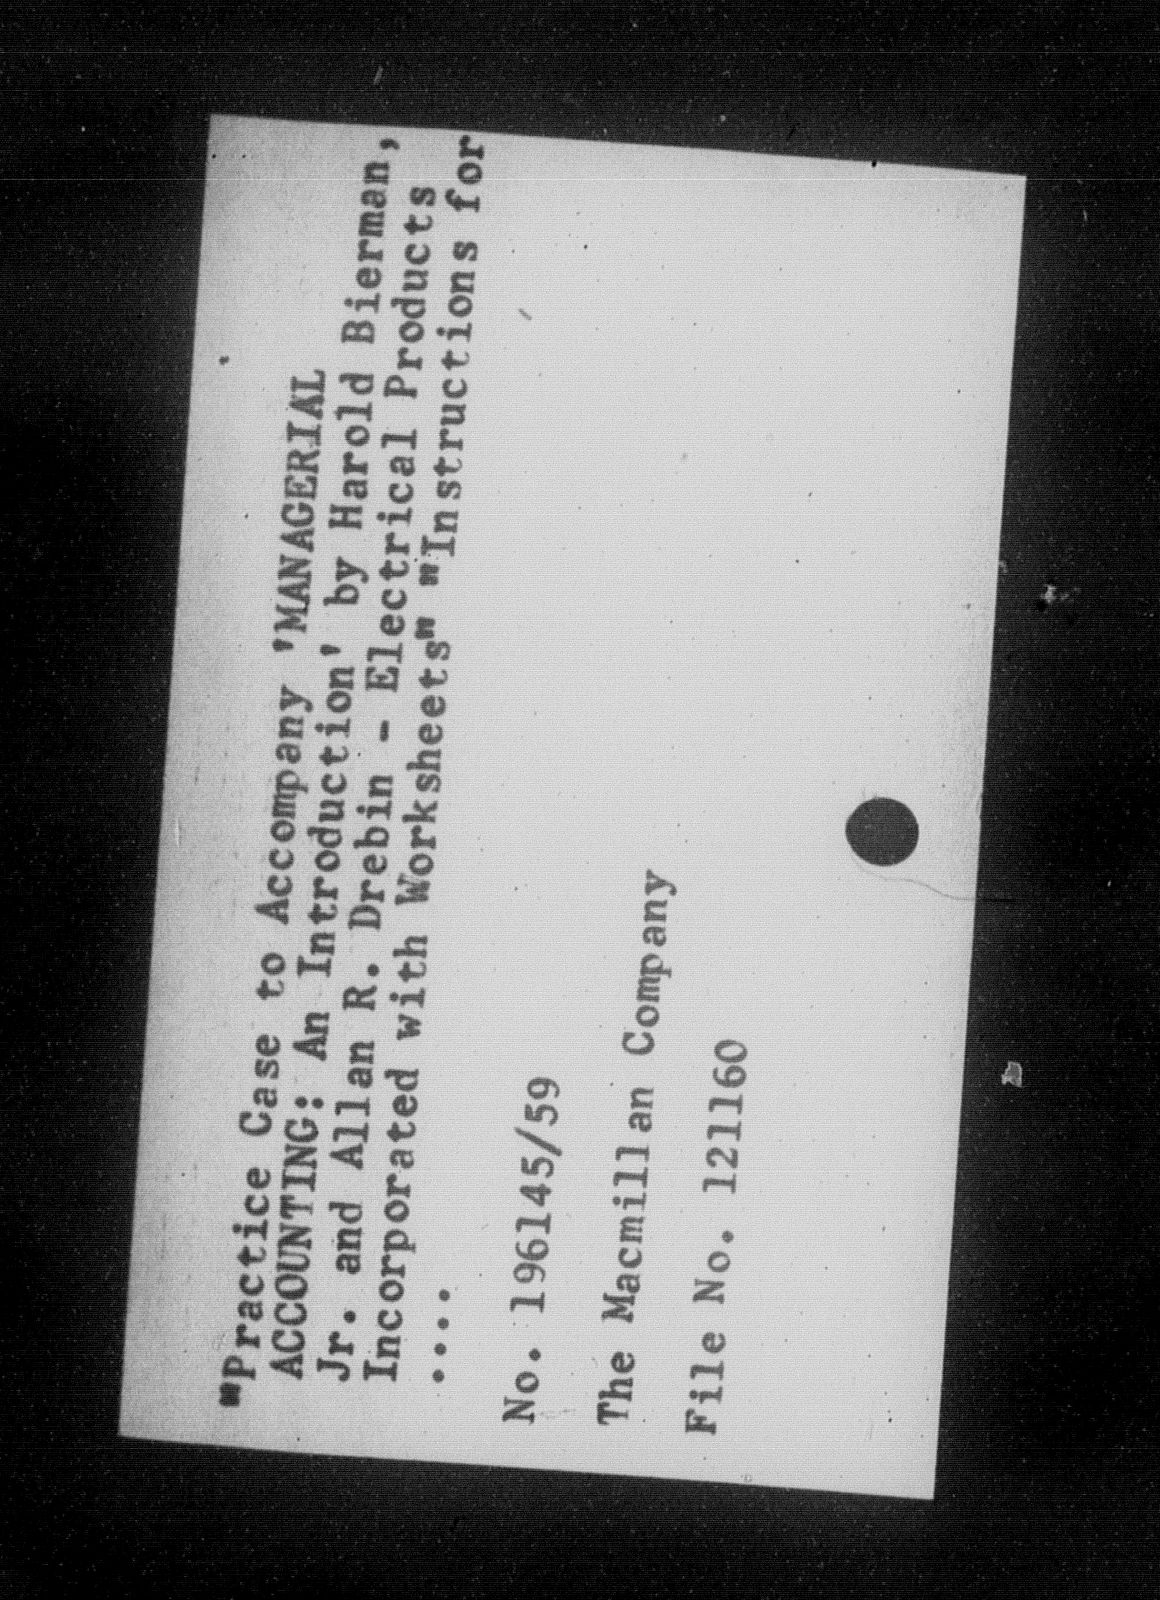 "Practice Case to Accompany 'MANAGERIAL
ACCOUNTING: An Introduction' by Harold Bierman,
Jr. and Allan R. Drebin - Electrical Products
Incorporated with Worksheets" "Instructions for
....
No. 196145/59
The Macmillan Company
File No. 121160